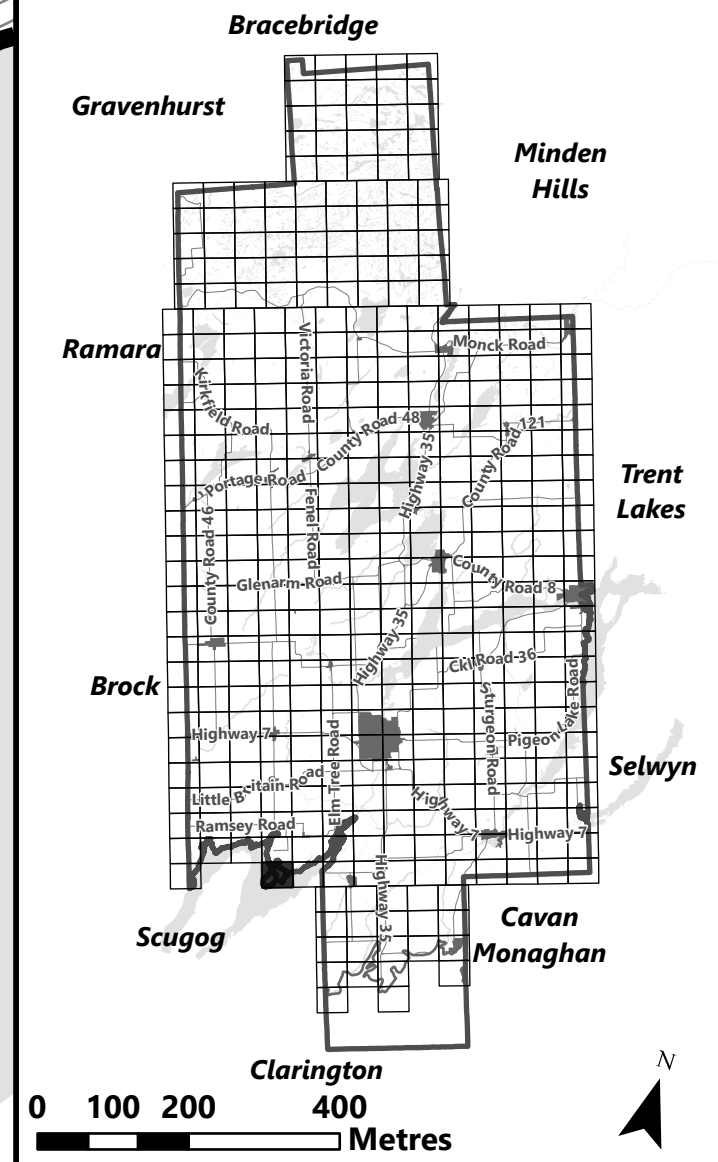 Bracebridge
Gravenhurst
Minden
Hills
Ramara
Monck Road
Victoria Road
Kirkfield Road
County Road 48
County Road 121
Highway 35
Trent
Lakes
Portage Road
Fenel Road
County Road 46
Glenarm Road
County Road 8
Highway 35
Ckl Road 36
Brock
Sturgeon Road
Pigeon Lake Road
Highway 7
Elm Tree Road
Selwyn
Little Britain Road
Highway 7
Ramsey Road
Highway 7
Highway 35
Scugog
Cavan
Monaghan
Clarington
N
0 100 200 400
Metres